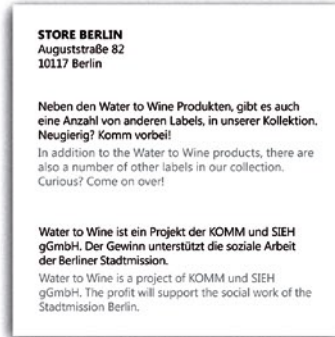 STORE BERLIN
Auguststraße 82
10117 Berlin
Neben den Water to Wine Produkten, gibt es auch
eine Anzahl von anderen Labels, in unserer Kollektion.
Neugierig? Komm vorbei!
In addition to the Water to Wine products, there are
also a number of other labels in our collection.
Curious? Come on over!
Water to Wine ist ein Projekt der KOMM und SIEH
gGmbH. Der Gewinn unterstützt die soziale Arbeit
der Berliner Stadtmission.
Water to Wine is a project of KOMM und SIEH
gGmbH. The profit will support the social work of the
Stadtmission Berlin.